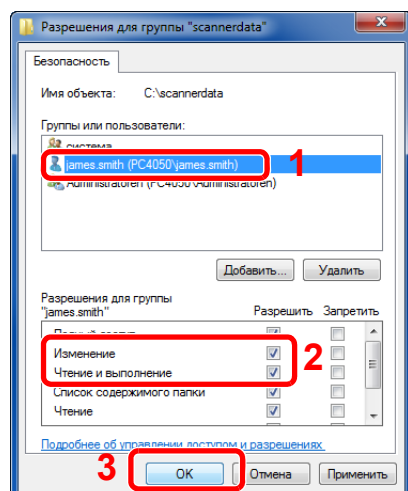 Разрешения для группы "scannerdata"
Безопасность
Имя объекта: C:\scannerdata
Группы или пользователи:
система
james.smith (PC4050\james.smith)
1
Administratoren (PC4050\Administratoren)
Добавить... Удалить
Разрешения для группы
"james.smith" Разрешить Запретить
Полный доступ
Изменение
2
Чтение и выполнение
Список содержимого папки
Чтение
Подробнее об управлении доступом и разрешениях
3
OK Отмена Применить